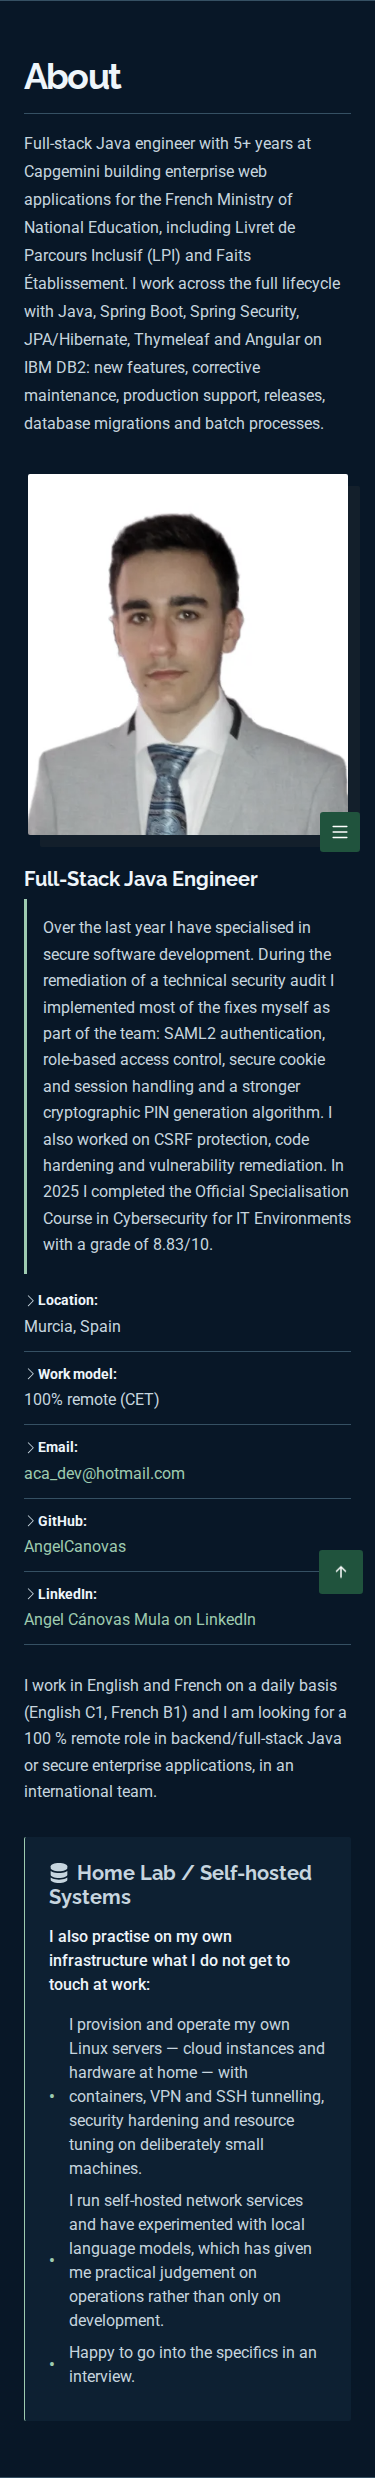 About
Full-stack Java engineer with 5+ years at
Capgemini building enterprise web
applications for the French Ministry of
National Education, including Livret de
Parcours Inclusif (LPI) and Faits
Établissement. I work across the full lifecycle
with Java, Spring Boot, Spring Security,
JPA/Hibernate, Thymeleaf and Angular on
IBM DB2: new features, corrective
maintenance, production support, releases,
database migrations and batch processes.
Full-Stack Java Engineer
Over the last year I have specialised in
secure software development. During the
remediation of a technical security audit I
implemented most of the fixes myself as
part of the team: SAML2 authentication,
role-based access control, secure cookie
and session handling and a stronger
cryptographic PIN generation algorithm. I
also worked on CSRF protection, code
hardening and vulnerability remediation. In
2025 I completed the Official Specialisation
Course in Cybersecurity for IT Environments
with a grade of 8.83/10.
Location:
Murcia, Spain
Work model:
100% remote (CET)
Email:
aca_dev@hotmail.com
GitHub:
AngelCanovas
LinkedIn:
Angel Cánovas Mula on LinkedIn
I work in English and French on a daily basis
(English C1, French B1) and I am looking for a
100 % remote role in backend/full-stack Java
or secure enterprise applications, in an
international team.
Home Lab / Self-hosted
Systems
I also practise on my own
infrastructure what I do not get to
touch at work:
I provision and operate my own
Linux servers — cloud instances and
hardware at home — with
• containers, VPN and SSH tunnelling,
security hardening and resource
tuning on deliberately small
machines.
I run self-hosted network services
and have experimented with local
language models, which has given
• me practical judgement on
operations rather than only on
development.
• Happy to go into the specifics in an
interview.